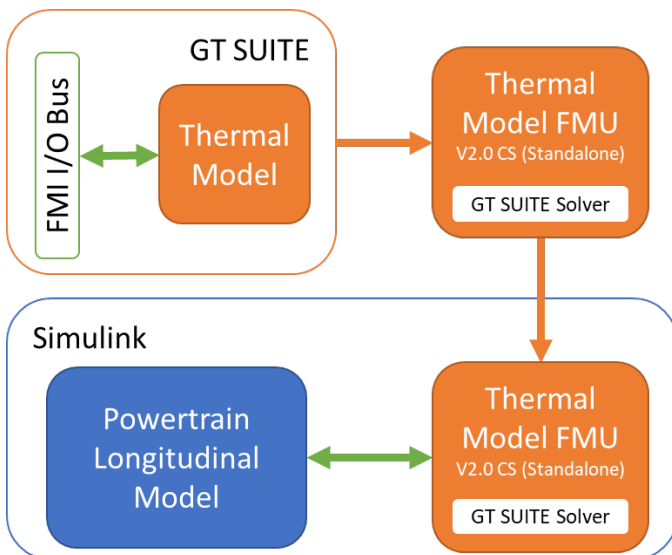 GT SUITE
FMI I/O Bus
Thermal
Model
Thermal
Model FMU
V2.0 CS (Standalone)
GT SUITE Solver
Simulink
Powertrain
Longitudinal
Model
Thermal
Model FMU
V2.0 CS (Standalone)
GT SUITE Solver